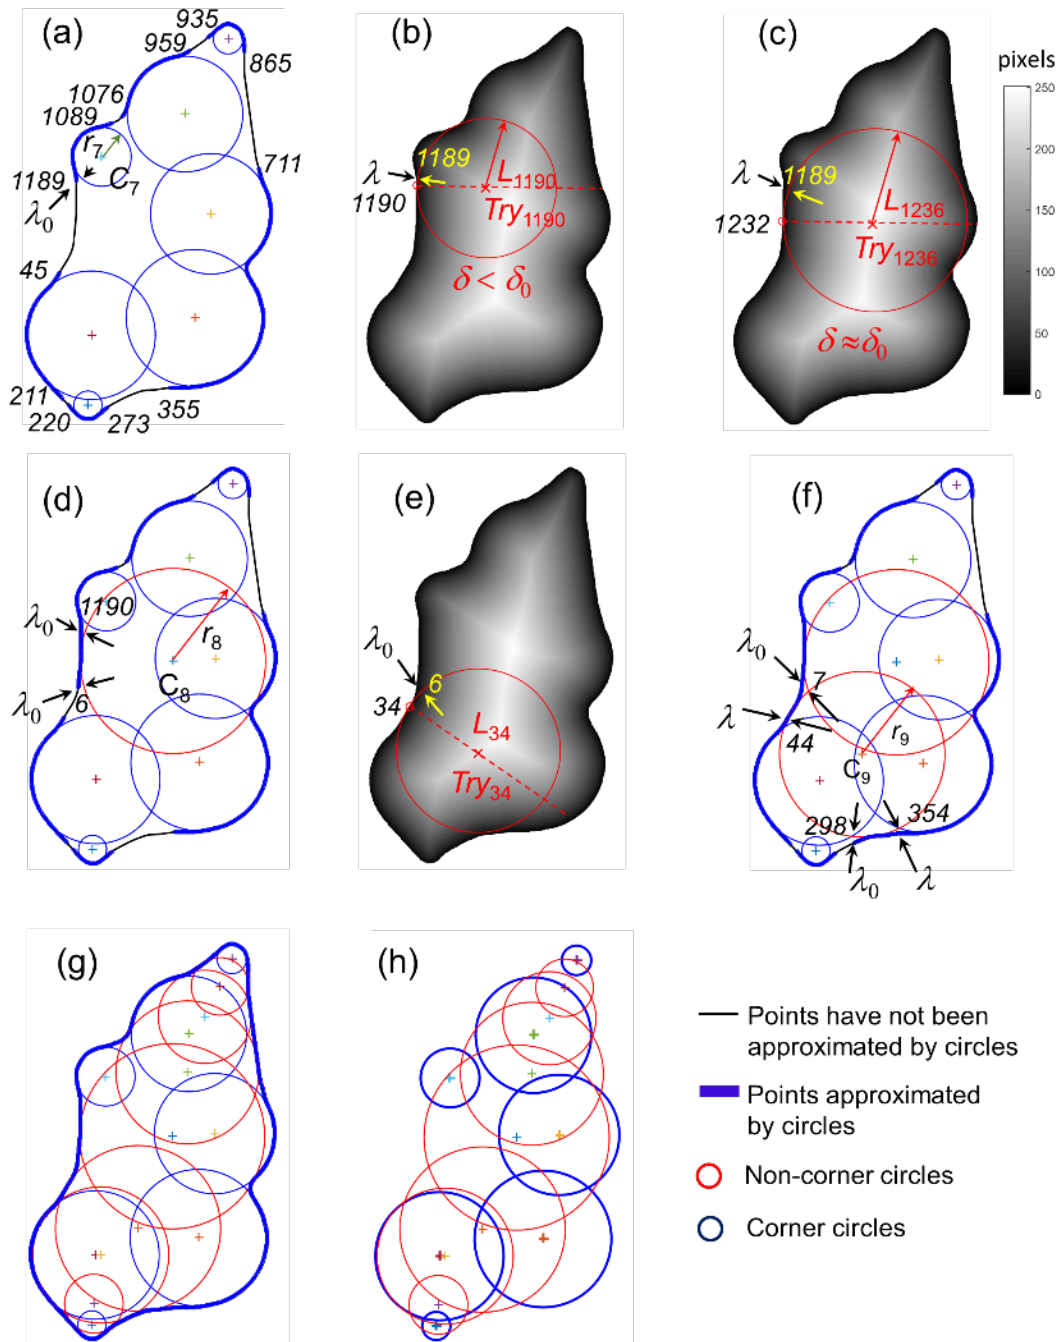 (a)
935
959
865
1076
1089
r7
C7
711
1189
λ0
45
211
220
273
355
(b)
1189
λ
1190
L1190
Try1190
δ < δ0
(c)
pixels
250
200
150
100
50
0
1189
λ
1232
L1236
Try1236
δ ≈ δ0
(d)
1190
λ0
r8
C8
λ0
6
(e)
λ0
6
34
L34
Try34
(f)
λ0
7
λ
44
r9
C9
298
354
λ0
λ
(g)
(h)
Points have not been
approximated by circles
Points approximated
by circles
Non-corner circles
Corner circles